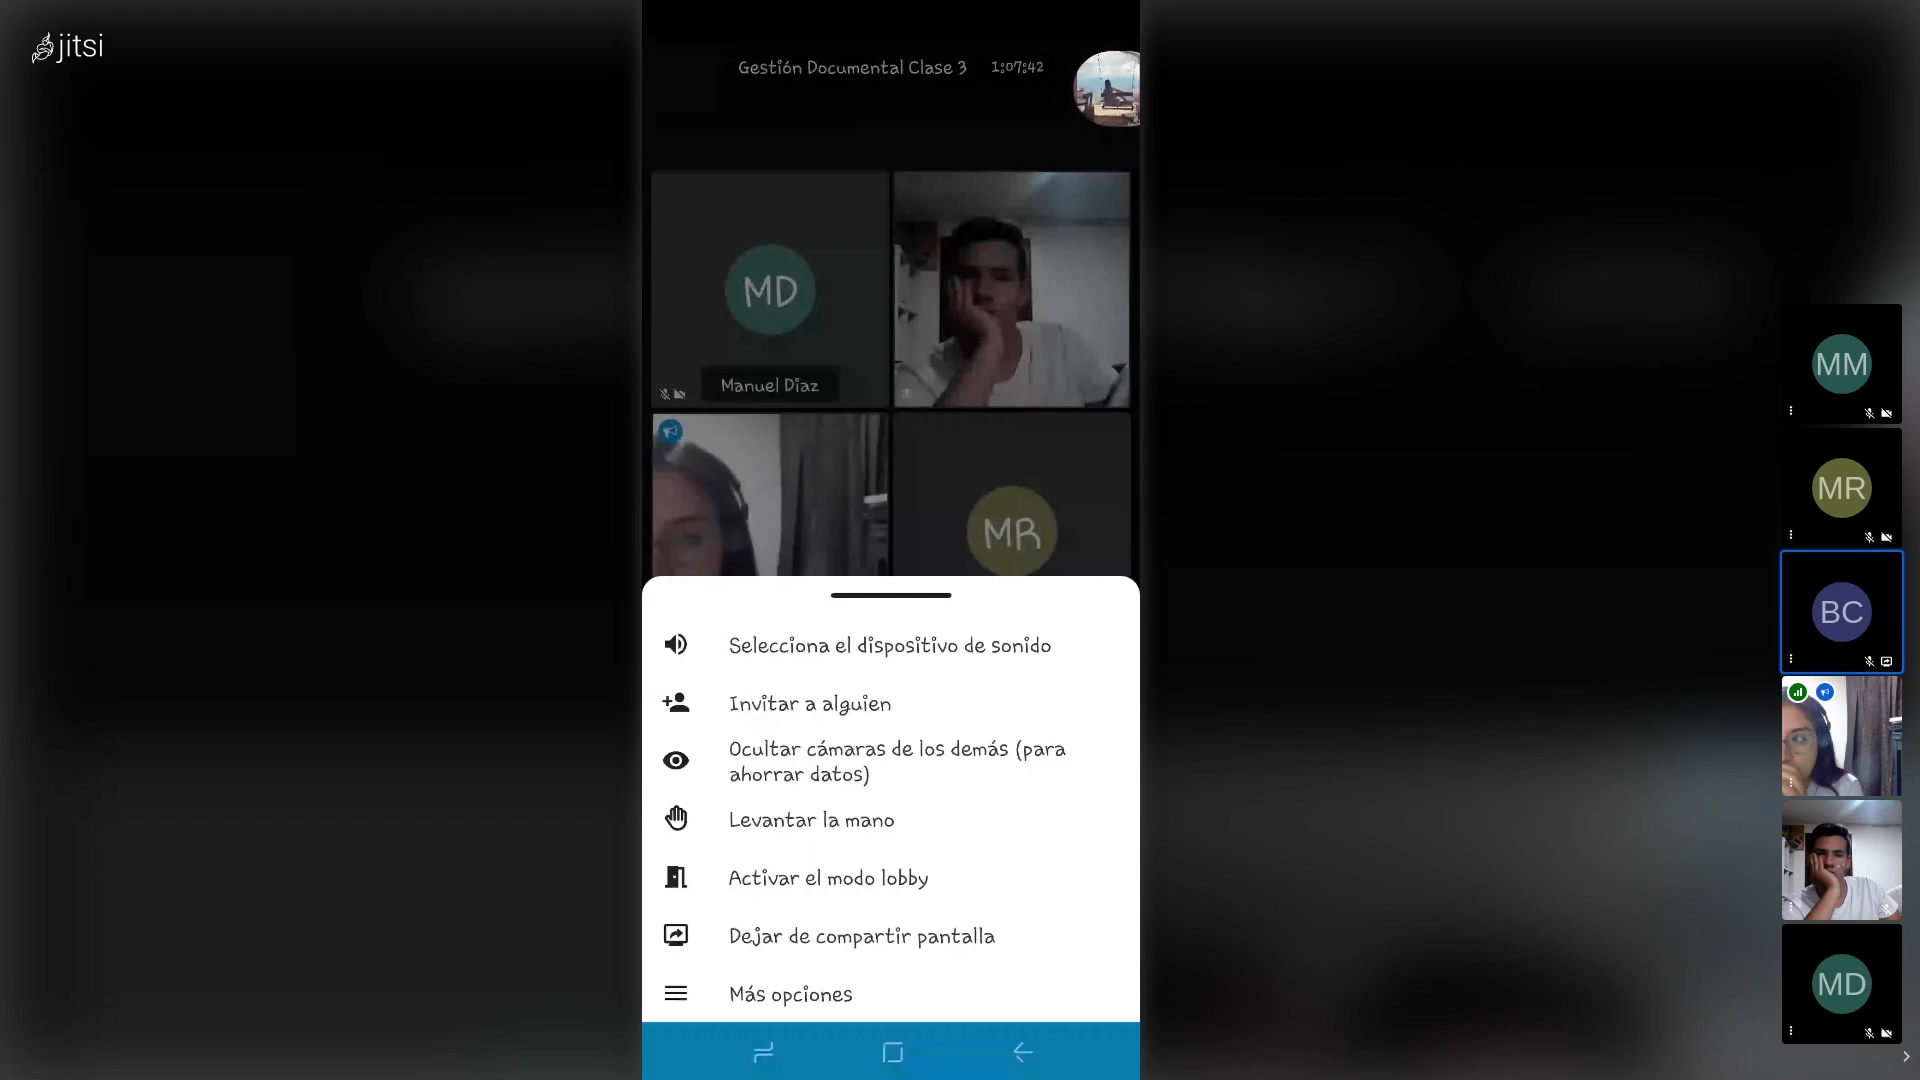 jitsi
Gestión Documental Clase 3 1:07:42
MD
Manuel Diaz
MR
Selecciona el dispositivo de sonido
Invitar a alguien
Ocultar cámaras de los demás (para
ahorrar datos)
Levantar la mano
Activar el modo lobby
Dejar de compartir pantalla
Más opciones
MM
MR
BC
MD